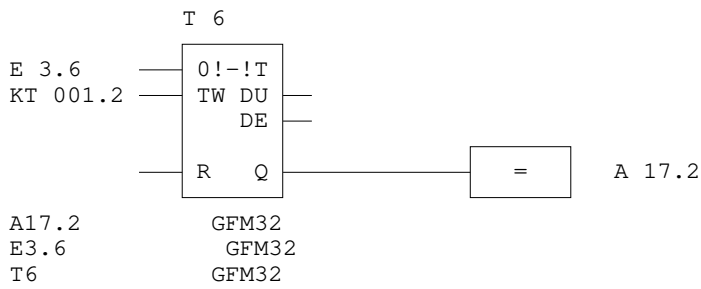 T 6
E 3.6 0!-!T
KT 001.2 TW DU
DE
R Q = A 17.2
A17.2 GFM32
E3.6 GFM32
T6 GFM32